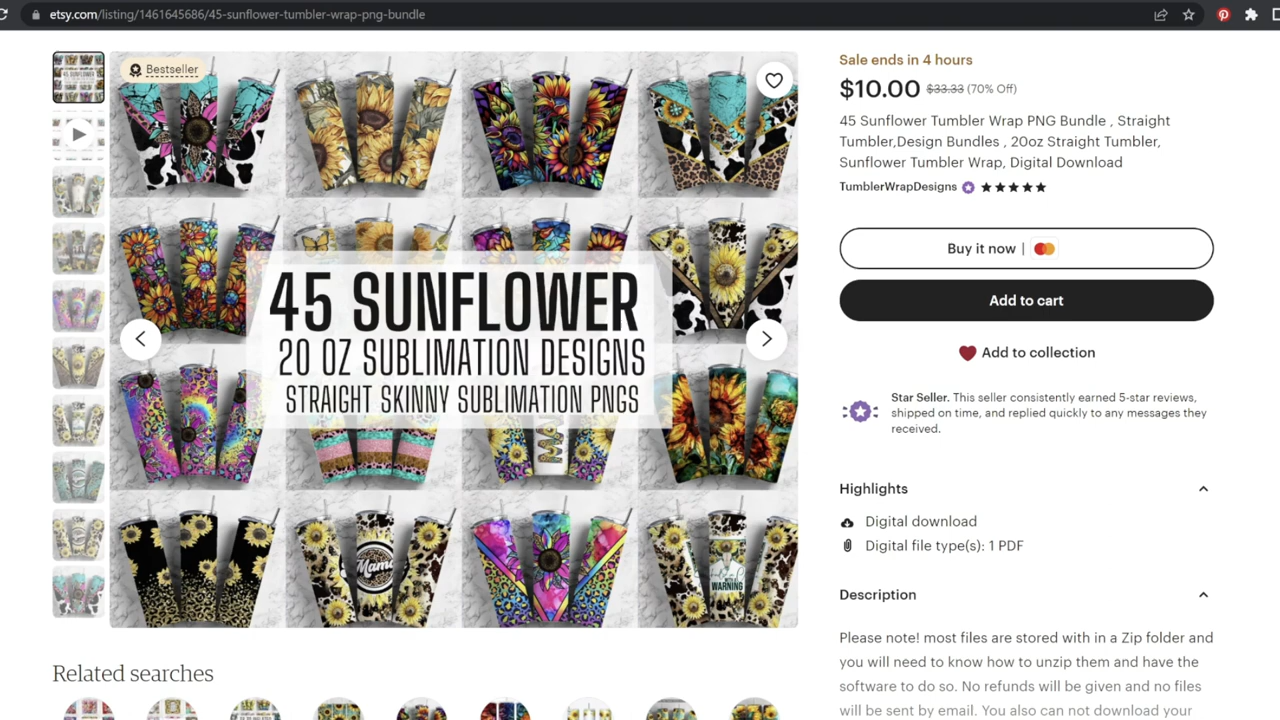 etsy.com/listing/1461645686/45-sunflower-tumbler-wrap-png-bundle
Bestseller
45 SUNFLOWER
20 OZ SUBLIMATION DESIGNS
STRAIGHT SKINNY SUBLIMATION PNGS
Mama
WITH A
WARNING
Related searches
Sale ends in 4 hours
$10.00 $33.33 (70% Off)
45 Sunflower Tumbler Wrap PNG Bundle , Straight
Tumbler,Design Bundles , 20oz Straight Tumbler,
Sunflower Tumbler Wrap, Digital Download
TumblerWrapDesigns ★★★★★
Buy it now |
Add to cart
Add to collection
Star Seller. This seller consistently earned 5-star reviews,
shipped on time, and replied quickly to any messages they
received.
Highlights
Digital download
Digital file type(s): 1 PDF
Description
Please note! most files are stored with in a Zip folder and
you will need to know how to unzip them and have the
software to do so. No refunds will be given and no files
will be sent by email. You also can not download your